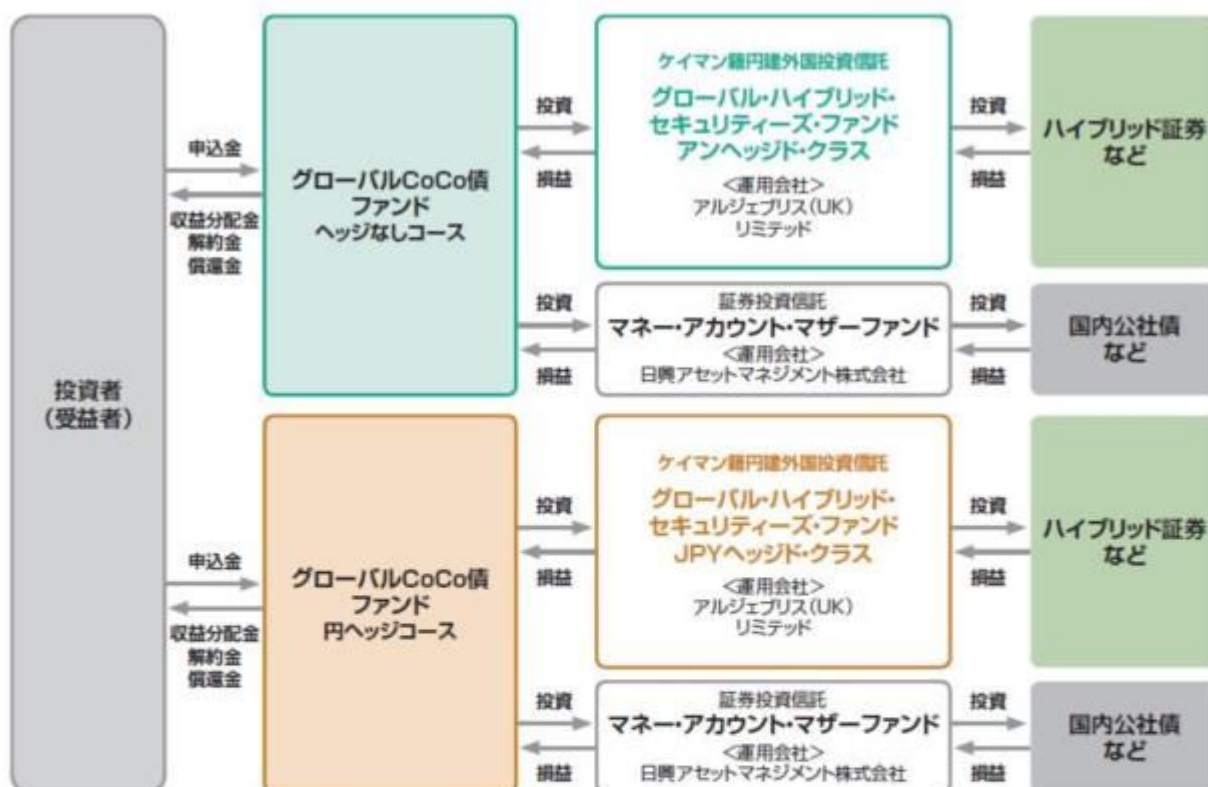 投資者
（受益者）
申込金
収益分配金
解約金
償還金
グローバルCoCo債
ファンド
ヘッジなしコース
投資
損益
ケイマン籍円建外国投資信託
グローバル・ハイブリッド・
セキュリティーズ・ファンド
アンヘッジド・クラス
＜運用会社＞
アルジェブリス(UK)
リミテッド
投資
損益
ハイブリッド証券
など
投資
損益
証券投資信託
マネー・アカウント・マザーファンド
＜運用会社＞
日興アセットマネジメント株式会社
投資
損益
国内公社債
など
申込金
収益分配金
解約金
償還金
グローバルCoCo債
ファンド
円ヘッジコース
投資
損益
ケイマン籍円建外国投資信託
グローバル・ハイブリッド・
セキュリティーズ・ファンド
JPYヘッジド・クラス
＜運用会社＞
アルジェブリス(UK)
リミテッド
投資
損益
ハイブリッド証券
など
投資
損益
証券投資信託
マネー・アカウント・マザーファンド
＜運用会社＞
日興アセットマネジメント株式会社
投資
損益
国内公社債
など